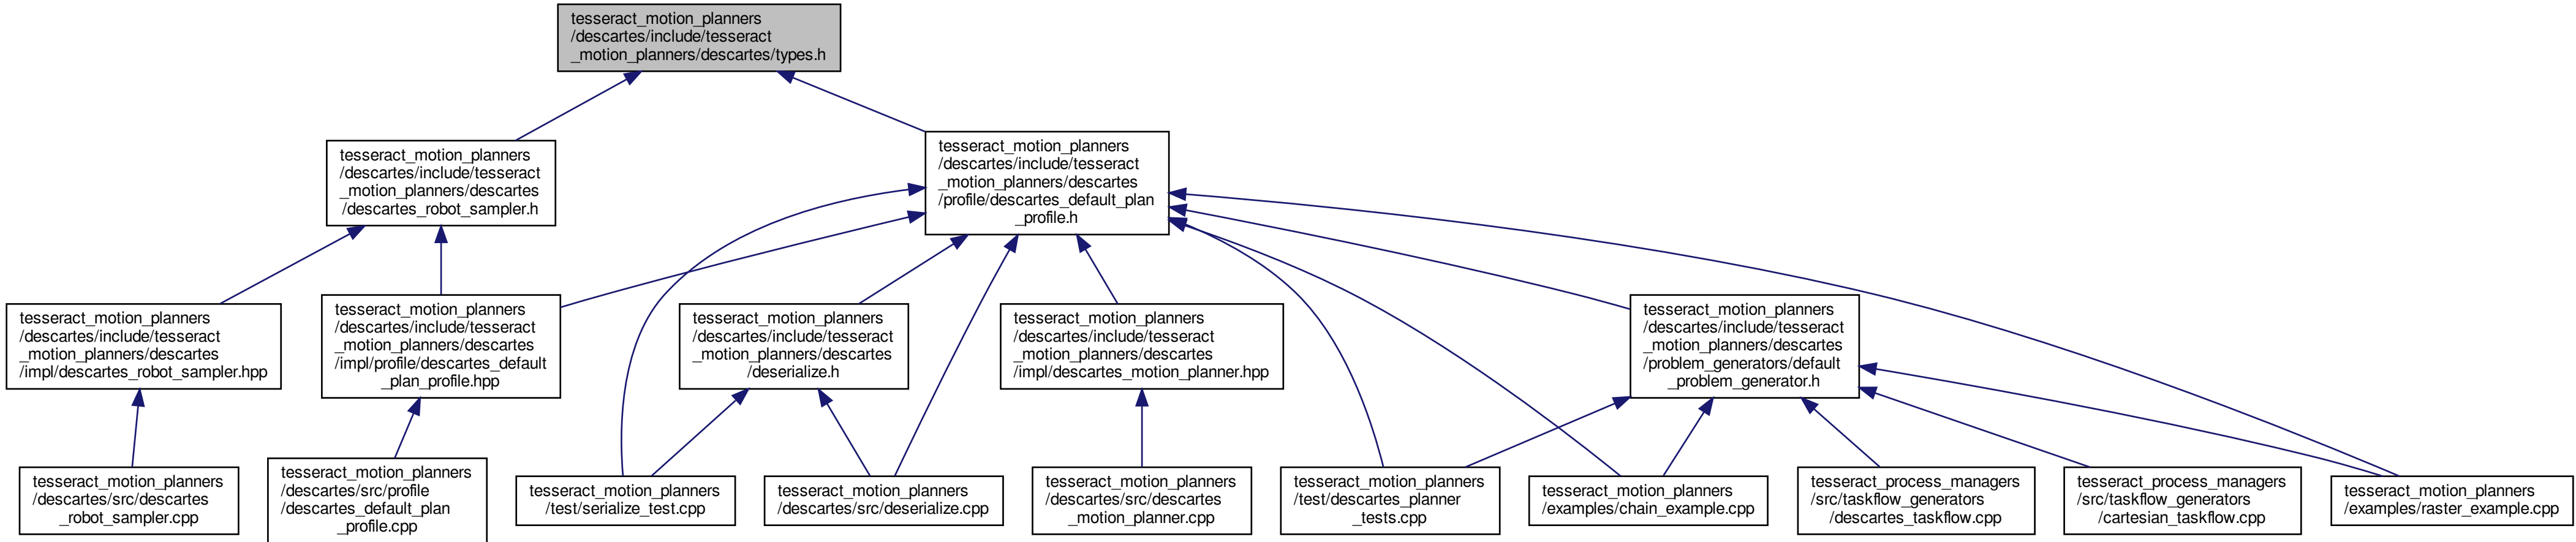 tesseract_motion_planners
/descartes/include/tesseract
_motion_planners/descartes/types.h
tesseract_motion_planners
/descartes/include/tesseract
_motion_planners/descartes
/descartes_robot_sampler.h
tesseract_motion_planners
/descartes/include/tesseract
_motion_planners/descartes
/profile/descartes_default_plan
_profile.h
tesseract_motion_planners
/descartes/include/tesseract
_motion_planners/descartes
/impl/descartes_robot_sampler.hpp
tesseract_motion_planners
/descartes/include/tesseract
_motion_planners/descartes
/impl/profile/descartes_default
_plan_profile.hpp
tesseract_motion_planners
/descartes/include/tesseract
_motion_planners/descartes
/deserialize.h
tesseract_motion_planners
/descartes/include/tesseract
_motion_planners/descartes
/impl/descartes_motion_planner.hpp
tesseract_motion_planners
/descartes/include/tesseract
_motion_planners/descartes
/problem_generators/default
_problem_generator.h
tesseract_motion_planners
/descartes/src/descartes
_robot_sampler.cpp
tesseract_motion_planners
/descartes/src/profile
/descartes_default_plan
_profile.cpp
tesseract_motion_planners
/test/serialize_test.cpp
tesseract_motion_planners
/descartes/src/deserialize.cpp
tesseract_motion_planners
/descartes/src/descartes
_motion_planner.cpp
tesseract_motion_planners
/test/descartes_planner
_tests.cpp
tesseract_motion_planners
/examples/chain_example.cpp
tesseract_process_managers
/src/taskflow_generators
/descartes_taskflow.cpp
tesseract_process_managers
/src/taskflow_generators
/cartesian_taskflow.cpp
tesseract_motion_planners
/examples/raster_example.cpp